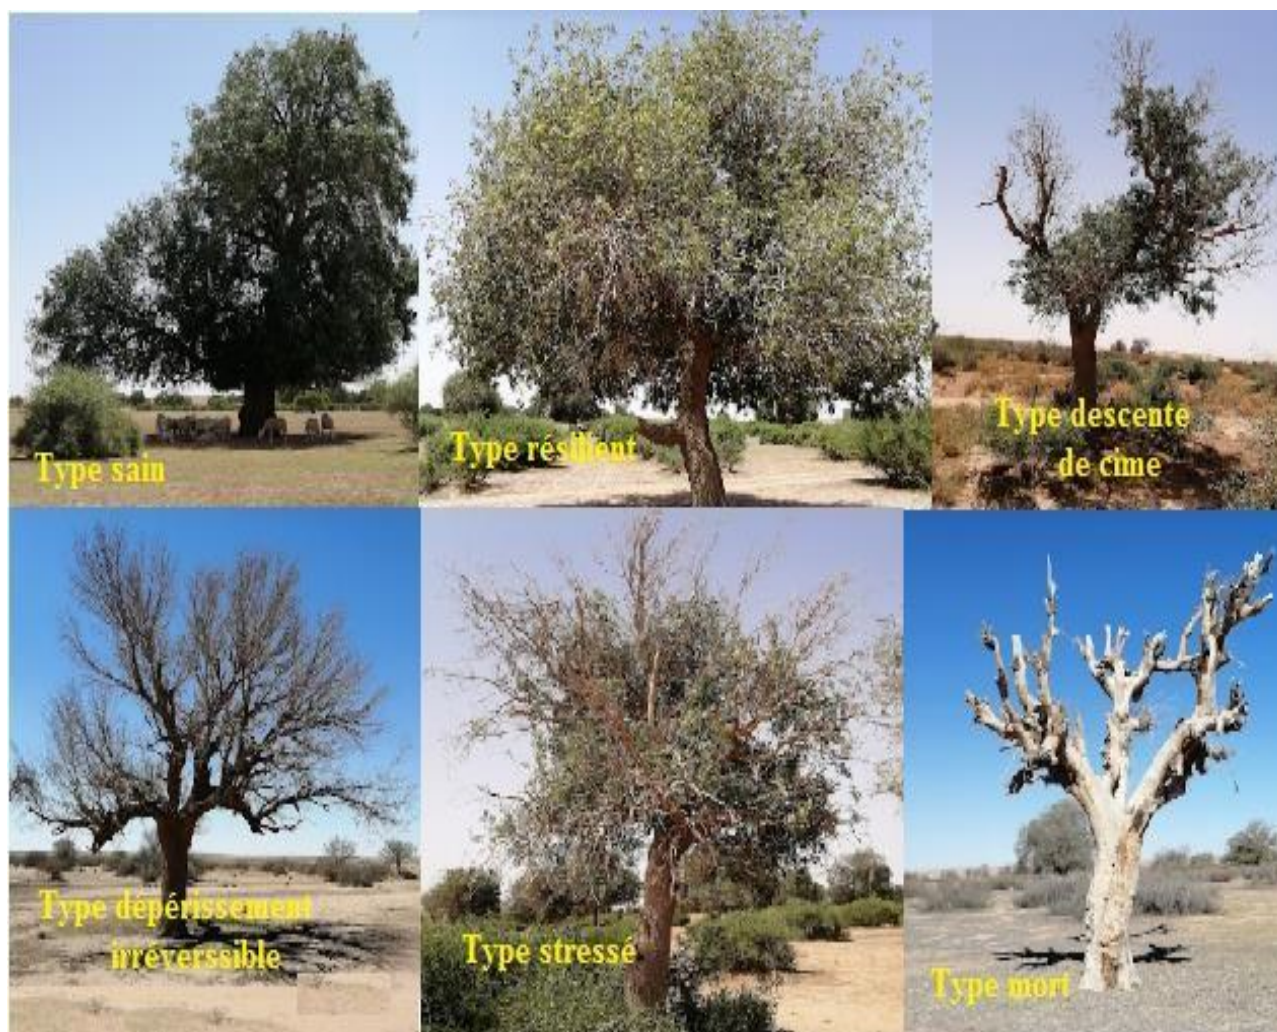 Type sain
Type résilient
Type descente
de cime
Type dépérissement
irréverssible
Type stressé
Type mort